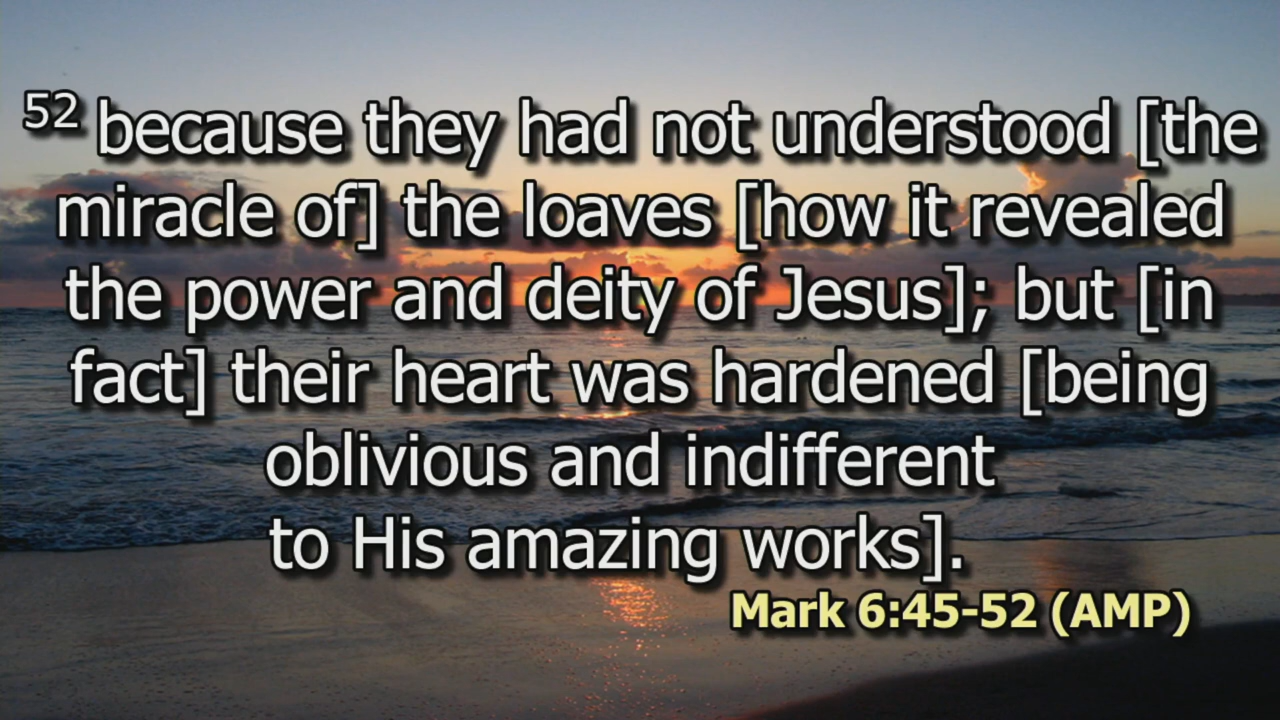 52 because they had not understood [the
miracle of] the loaves [how it revealed
the power and deity of Jesus]; but [in
fact] their heart was hardened [being
oblivious and indifferent
to His amazing works].
Mark 6:45-52 (AMP)